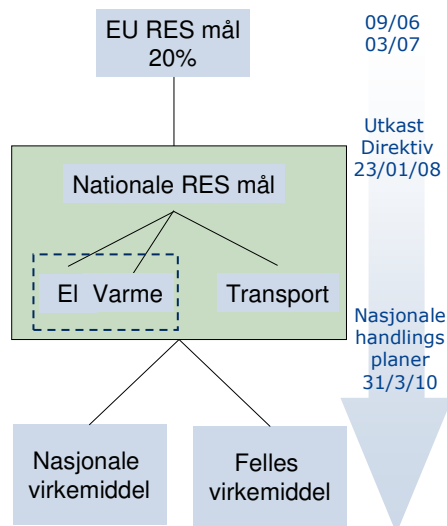 EU RES mål
20%
09/06
03/07
Utkast
Direktiv
23/01/08
Nationale RES mål
El Varme
Transport
Nasjonale
handlings
planer
31/3/10
Nasjonale
virkemiddel
Felles
virkemiddel